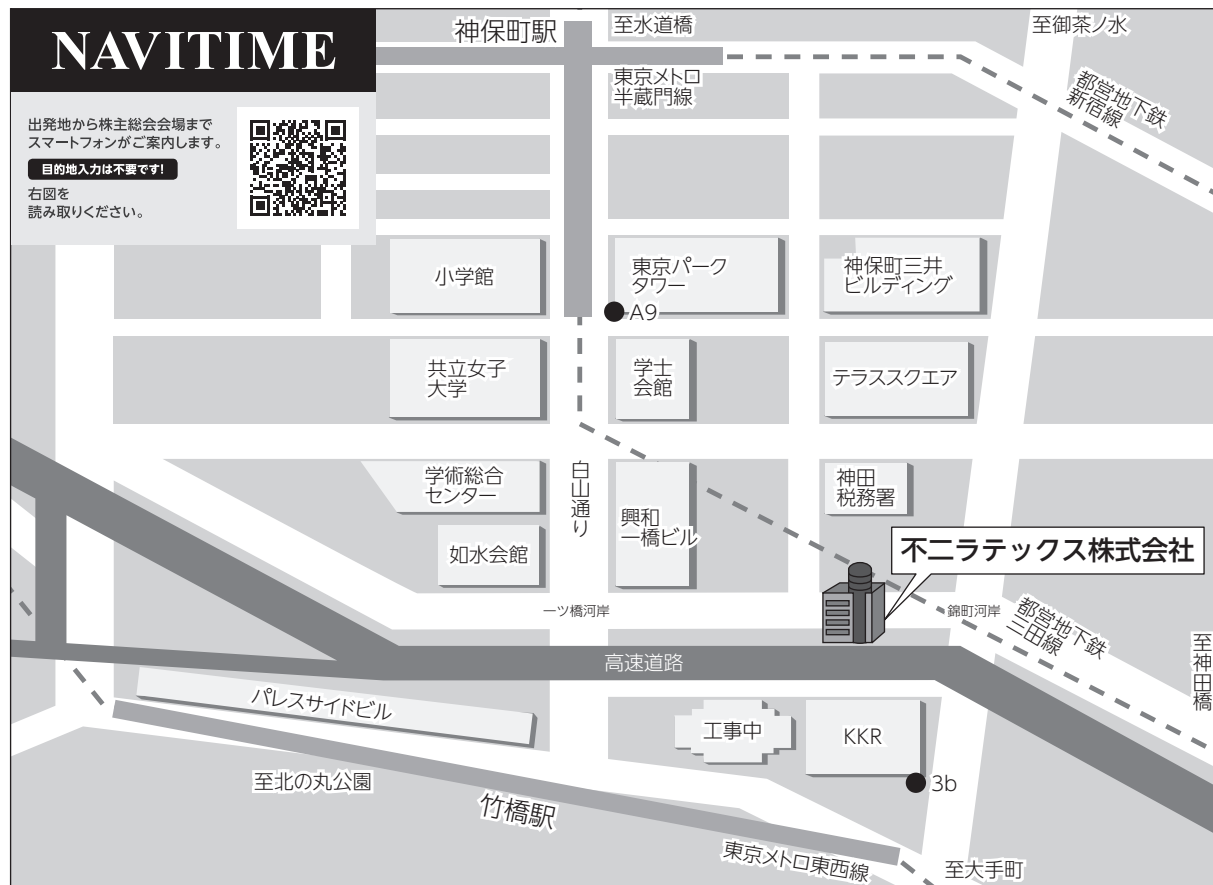 NAVITIME
出発地から株主総会会場まで
スマートフォンがご案内します。
目的地入力は不要です!
右図を
読み取りください。
神保町駅
至水道橋
至御茶ノ水
東京メトロ
半蔵門線
都営地下鉄
新宿線
小学館
東京パーク
タワー
神保町三井
ビルディング
A9
共立女子
大学
学士
会館
テラススクエア
学術総合
センター
白山通り
興和
一橋ビル
神田
税務署
如水会館
不二ラテックス株式会社
一ツ橋河岸
錦町河岸
都営地下鉄
三田線
至神田橋
高速道路
パレスサイドビル
工事中
KKR
3b
至北の丸公園
竹橋駅
東京メトロ東西線
至大手町